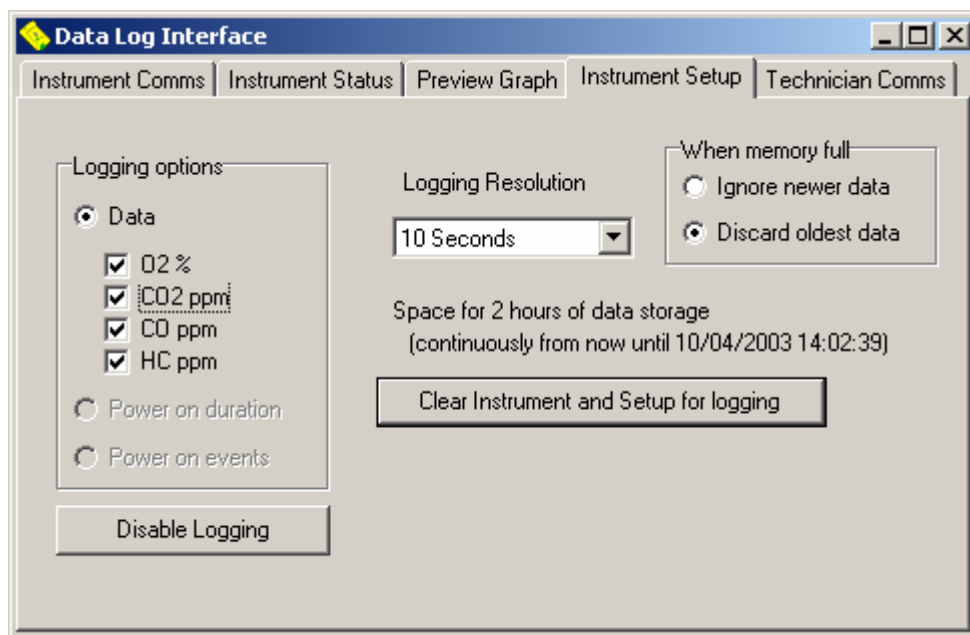 Data Log Interface
Instrument Comms
Instrument Status
Preview Graph
Instrument Setup
Technician Comms
Logging options
Data
O2 %
CO2 ppm
CO ppm
HC ppm
Power on duration
Power on events
Disable Logging
Logging Resolution
10 Seconds
When memory full
Ignore newer data
Discard oldest data
Space for 2 hours of data storage
(continuously from now until 10/04/2003 14:02:39)
Clear Instrument and Setup for logging